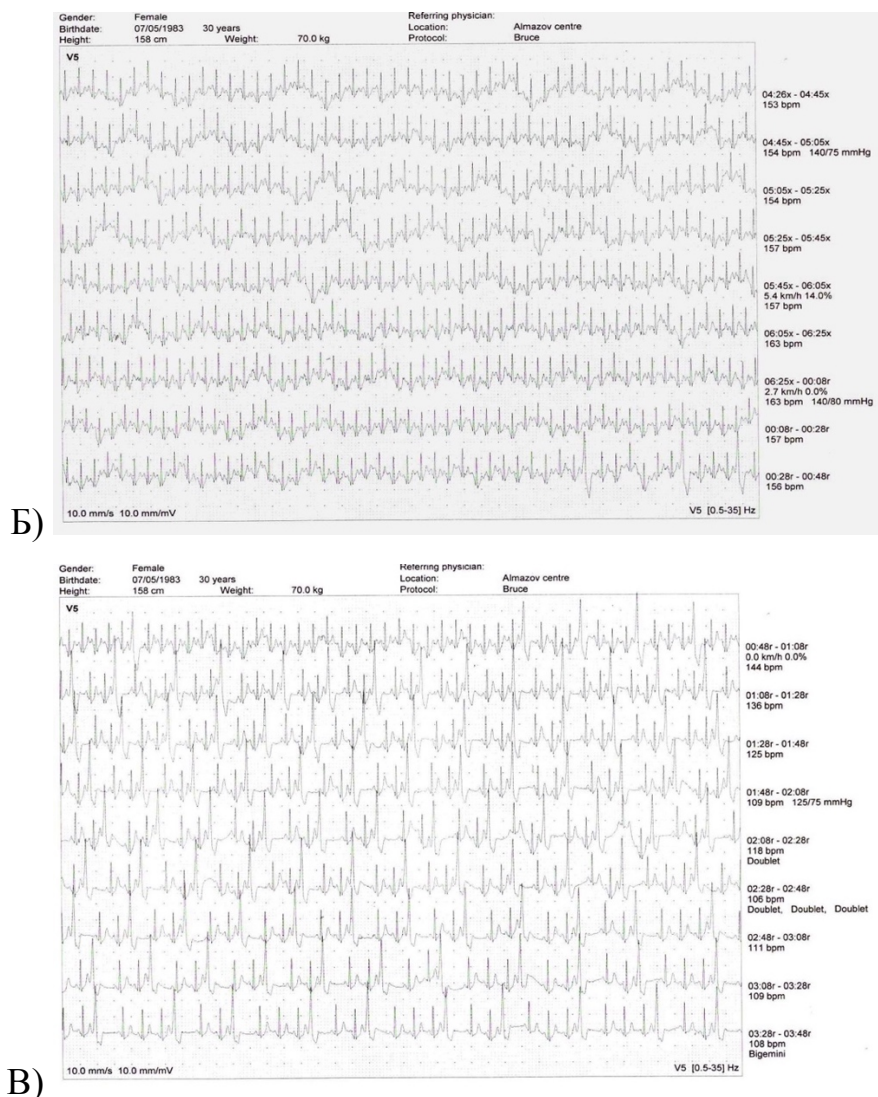 Gender: Female Referring physician:
Birthdate: 07/05/1983 30 years Location: Almazov centre
Height: 158 cm Weight: 70.0 kg Protocol: Bruce
V5
04:26x - 04:45x
153 bpm
04:45x - 05:05x
154 bpm 140/75 mmHg
05:05x - 05:25x
154 bpm
05:25x - 05:45x
157 bpm
05:45x - 06:05x
5.4 km/h 14.0%
157 bpm
06:05x - 06:25x
163 bpm
06:25x - 00:08r
2.7 km/h 0.0%
163 bpm 140/80 mmHg
00:08r - 00:28r
157 bpm
00:28r - 00:48r
156 bpm
10.0 mm/s 10.0 mm/mV V5 [0.5-35] Hz
Б)
Gender: Female Referring physician:
Birthdate: 07/05/1983 30 years Location: Almazov centre
Height: 158 cm Weight: 70.0 kg Protocol: Bruce
V5
00:48r - 01:08r
0.0 km/h 0.0%
144 bpm
01:08r - 01:28r
136 bpm
01:28r - 01:48r
125 bpm
01:48r - 02:08r
109 bpm 125/75 mmHg
02:08r - 02:28r
118 bpm
Doublet
02:28r - 02:48r
106 bpm
Doublet, Doublet, Doublet
02:48r - 03:08r
111 bpm
03:08r - 03:28r
109 bpm
03:28r - 03:48r
108 bpm
Bigemini
10.0 mm/s 10.0 mm/mV V5 [0.5-35] Hz
В)